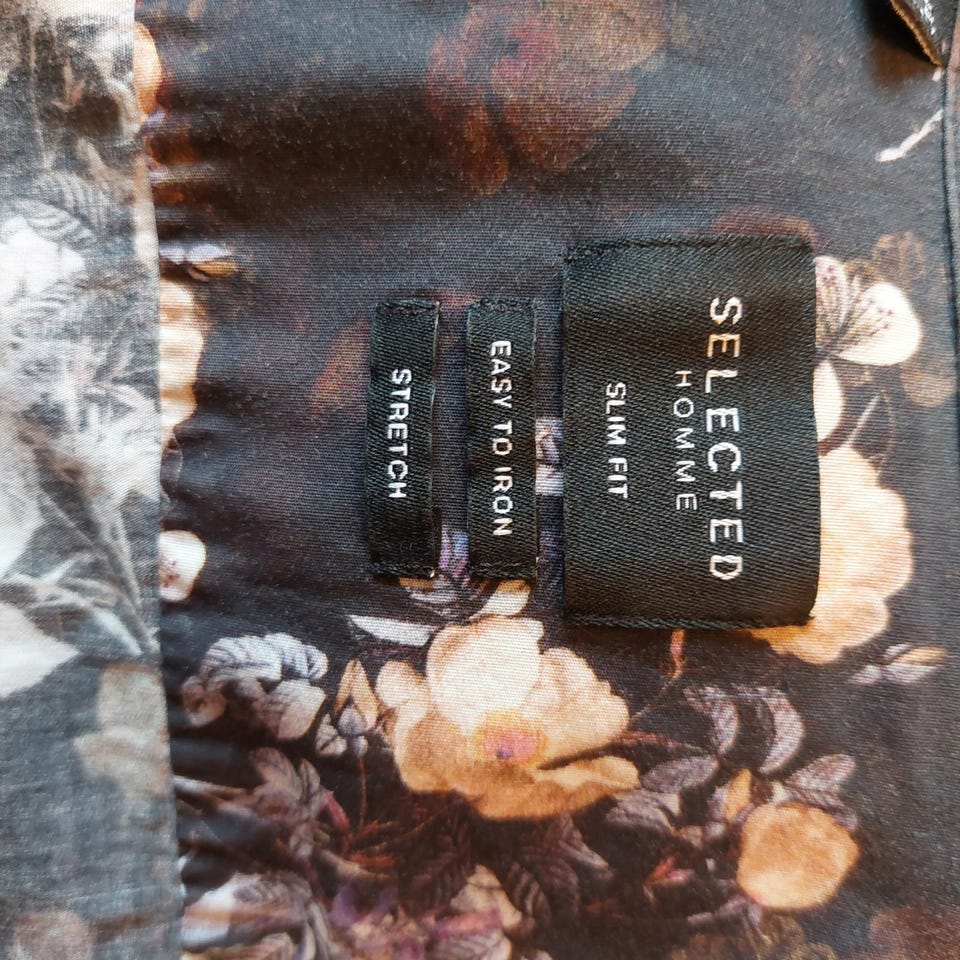 SELECTED
HOMME
SLIM FIT
EASY TO IRON
STRETCH